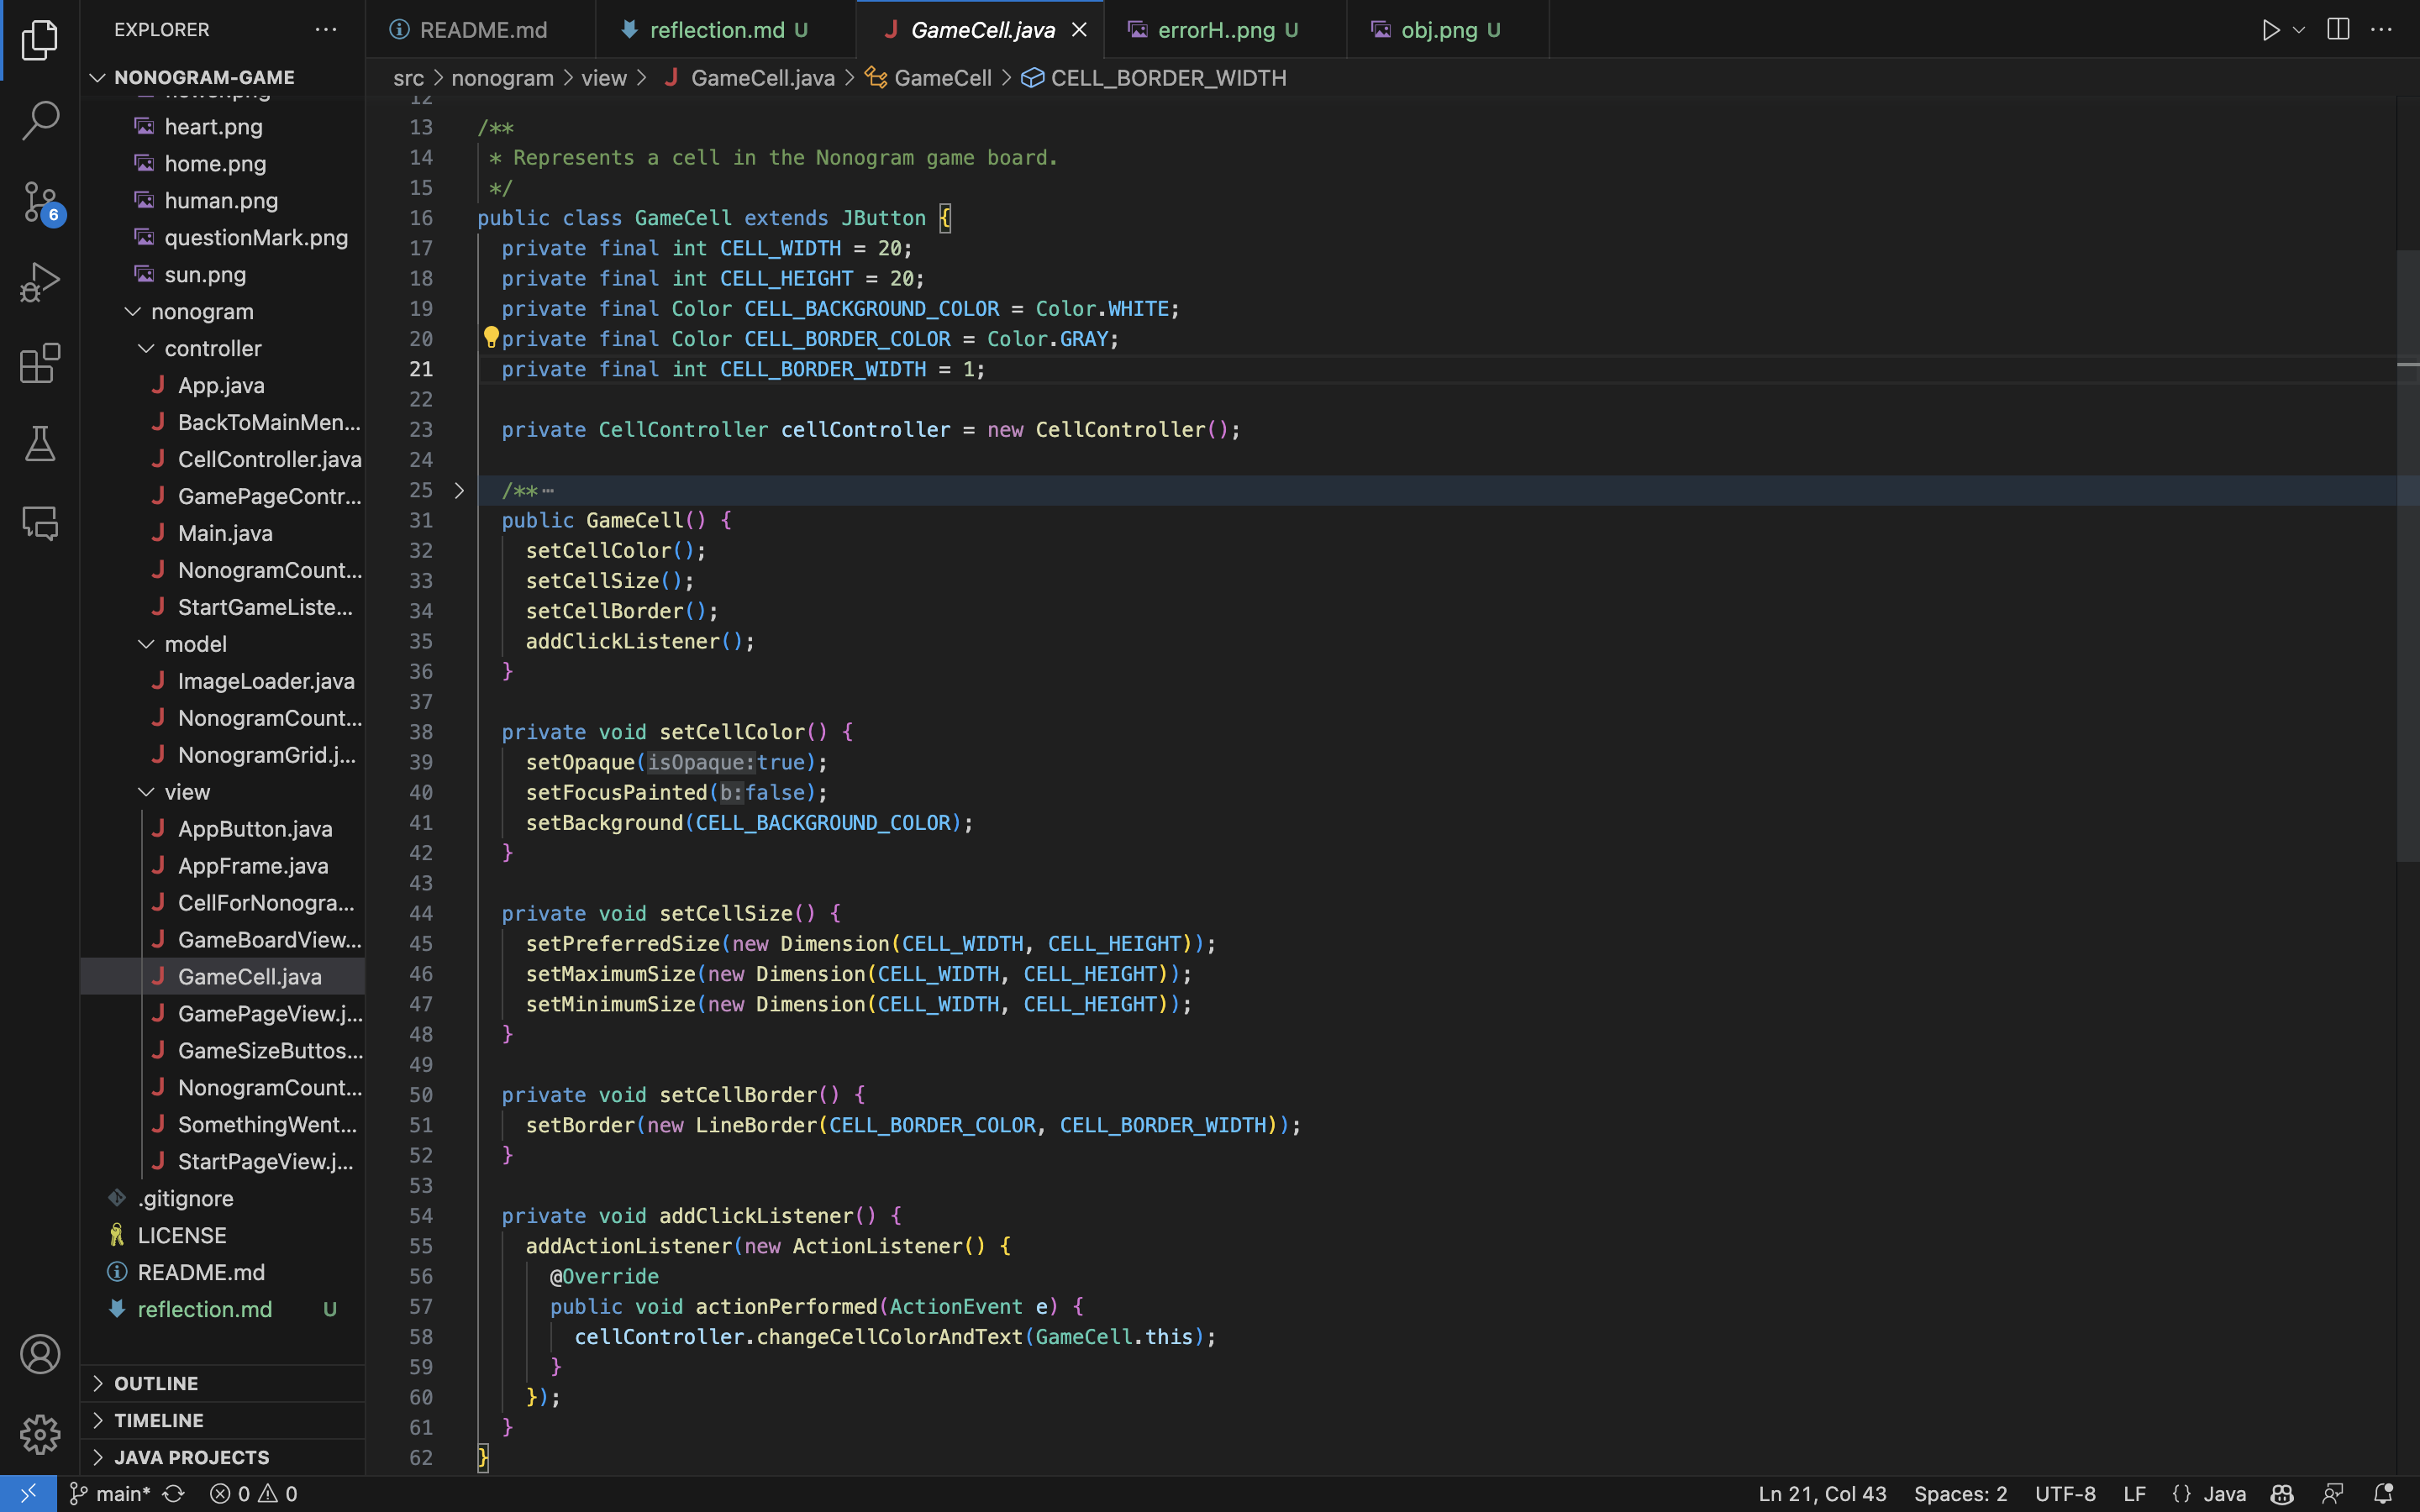 EXPLORER
README.md
reflection.md U
GameCell.java
errorH..png U
obj.png U
NONOGRAM-GAME
src > nonogram > view > GameCell.java > GameCell > CELL_BORDER_WIDTH
heart.png
home.png
human.png
questionMark.png
sun.png
nonogram
controller
App.java
BackToMainMen...
CellController.java
GamePageContr...
Main.java
NonogramCount...
StartGameListe...
model
ImageLoader.java
NonogramCount...
NonogramGrid.j...
view
AppButton.java
AppFrame.java
CellForNonogra...
GameBoardView...
GameCell.java
GamePageView.j...
GameSizeButtos...
NonogramCount...
SomethingWent...
StartPageView.j...
.gitignore
LICENSE
README.md
reflection.md U
OUTLINE
TIMELINE
JAVA PROJECTS
6
12
13 /**
14 * Represents a cell in the Nonogram game board.
15 */
16 public class GameCell extends JButton {
17 private final int CELL_WIDTH = 20;
18 private final int CELL_HEIGHT = 20;
19 private final Color CELL_BACKGROUND_COLOR = Color.WHITE;
20 private final Color CELL_BORDER_COLOR = Color.GRAY;
21 private final int CELL_BORDER_WIDTH = 1;
22
23 private CellController cellController = new CellController();
24
25 /** ···
31 public GameCell() {
32 setCellColor();
33 setCellSize();
34 setCellBorder();
35 addClickListener();
36 }
37
38 private void setCellColor() {
39 setOpaque(isOpaque:true);
40 setFocusPainted(b:false);
41 setBackground(CELL_BACKGROUND_COLOR);
42 }
43
44 private void setCellSize() {
45 setPreferredSize(new Dimension(CELL_WIDTH, CELL_HEIGHT));
46 setMaximumSize(new Dimension(CELL_WIDTH, CELL_HEIGHT));
47 setMinimumSize(new Dimension(CELL_WIDTH, CELL_HEIGHT));
48 }
49
50 private void setCellBorder() {
51 setBorder(new LineBorder(CELL_BORDER_COLOR, CELL_BORDER_WIDTH));
52 }
53
54 private void addClickListener() {
55 addActionListener(new ActionListener() {
56 @Override
57 public void actionPerformed(ActionEvent e) {
58 cellController.changeCellColorAndText(GameCell.this);
59 }
60 });
61 }
62 }
main* 0 0
Ln 21, Col 43 Spaces: 2 UTF-8 LF {} Java